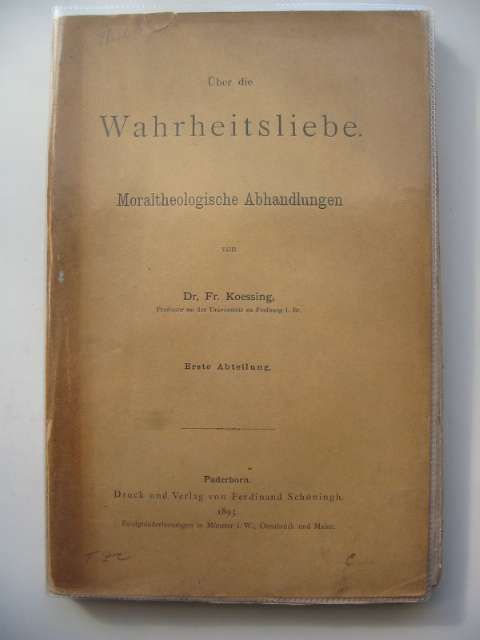 Über die
Wahrheitsliebe.
Moraltheologische Abhandlungen
von
Dr. Fr. Koessing,
Professor an der Universität zu Freiburg i. Br.
Erste Abteilung.
Paderborn.
Druck und Verlag von Ferdinand Schöningh.
1893.
Zweigniederlassungen in Münster i. W., Osnabrück und Mainz.